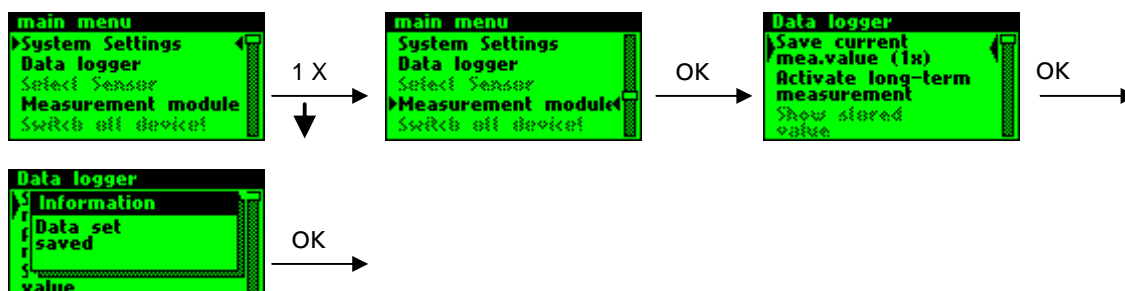 main menu
System Settings
Data logger
Select Sensor
Measurement module
Switch off device!
1 X
main menu
System Settings
Data logger
Select Sensor
Measurement module
Switch off device!
OK
Data logger
Save current
mea.value (1x)
Activate long-term
measurement
Show stored
value
OK
Data logger
Information
Data set
saved
value
OK